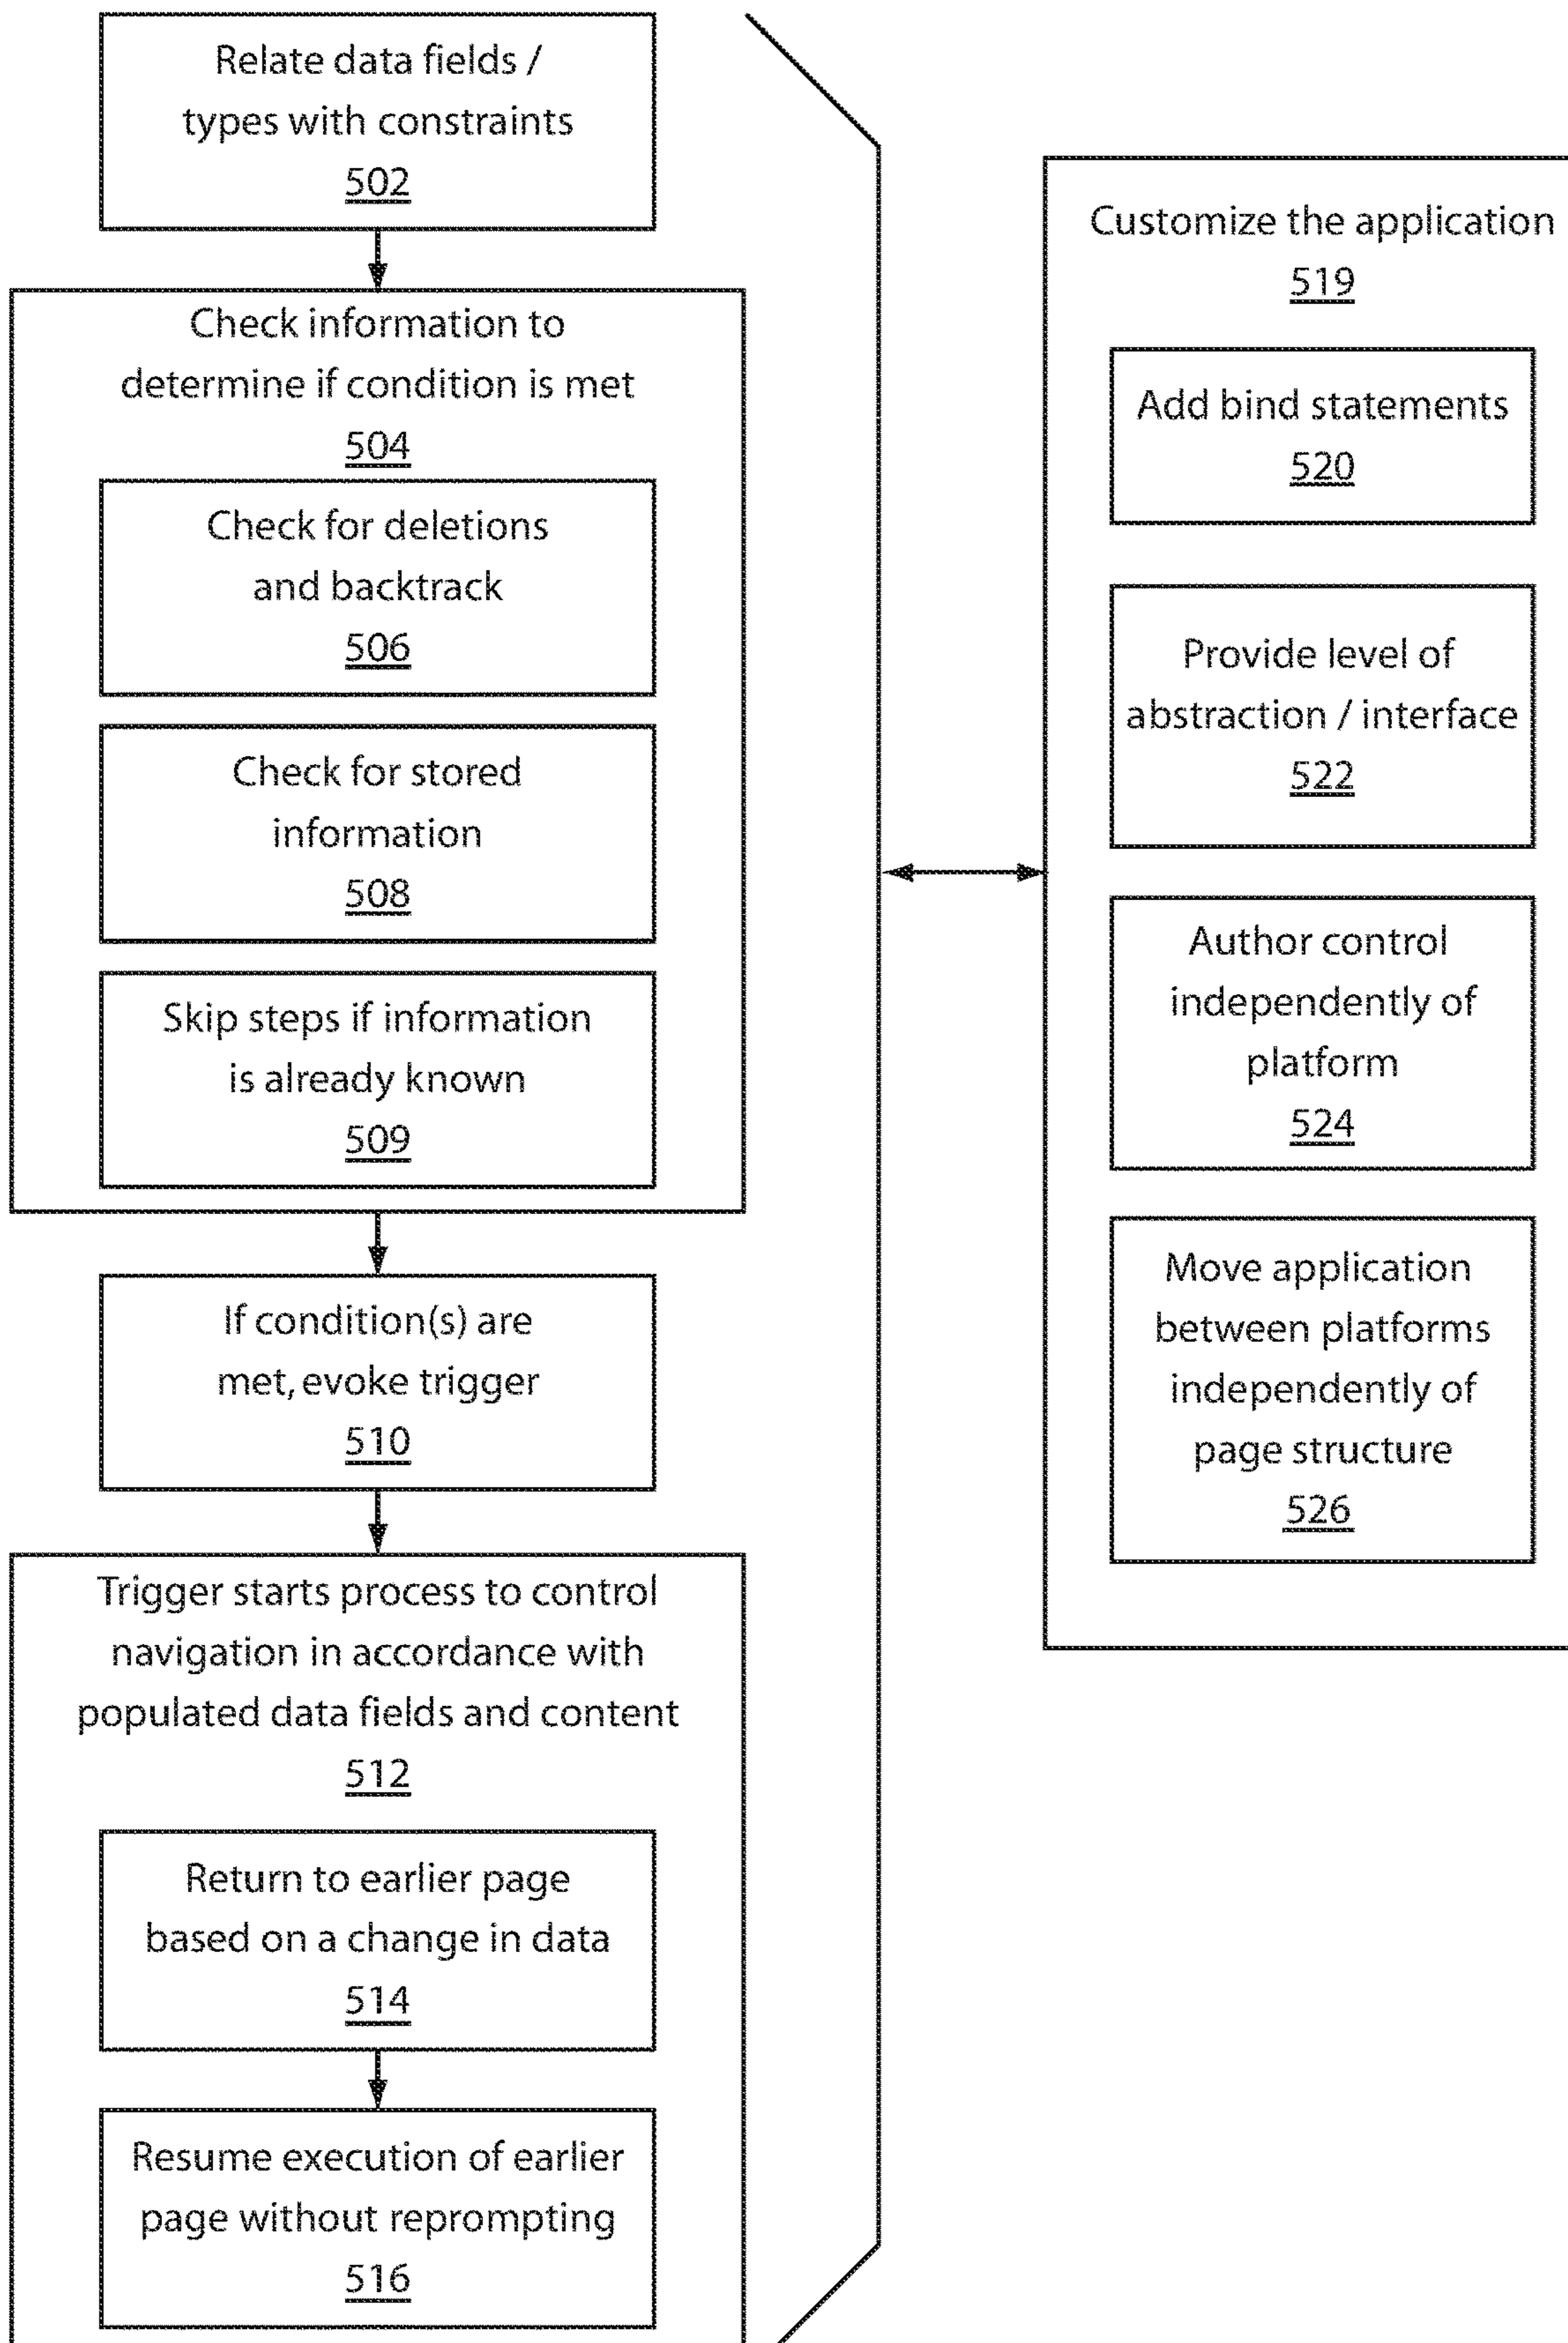 Relate data fields /
types with constraints
502
Check information to
determine if condition is met
504
Check for deletions
and backtrack
506
Check for stored
information
508
Skip steps if information
is already known
509
If condition(s) are
met, evoke trigger
510
Trigger starts process to control
navigation in accordance with
populated data fields and content
512
Return to earlier page
based on a change in data
514
Resume execution of earlier
page without reprompting
516
Customize the application
519
Add bind statements
520
Provide level of
abstraction / interface
522
Author control
independently of
platform
524
Move application
between platforms
independently of
page structure
526